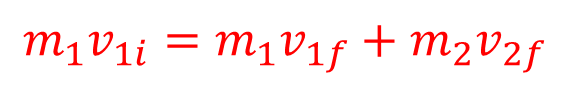 m₁v₁ᵢ = m₁v₁f + m₂v₂f